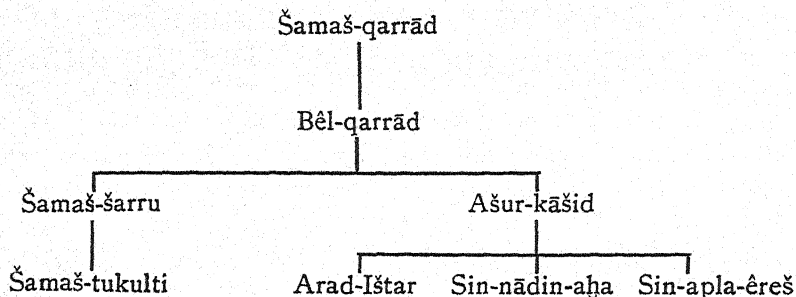 Šamaš-qarrād
Bêl-qarrād
Šamaš-šarru Ašur-kāšid
Šamaš-tukulti Arad-Ištar Sin-nādin-aḫa Sin-apla-êreš